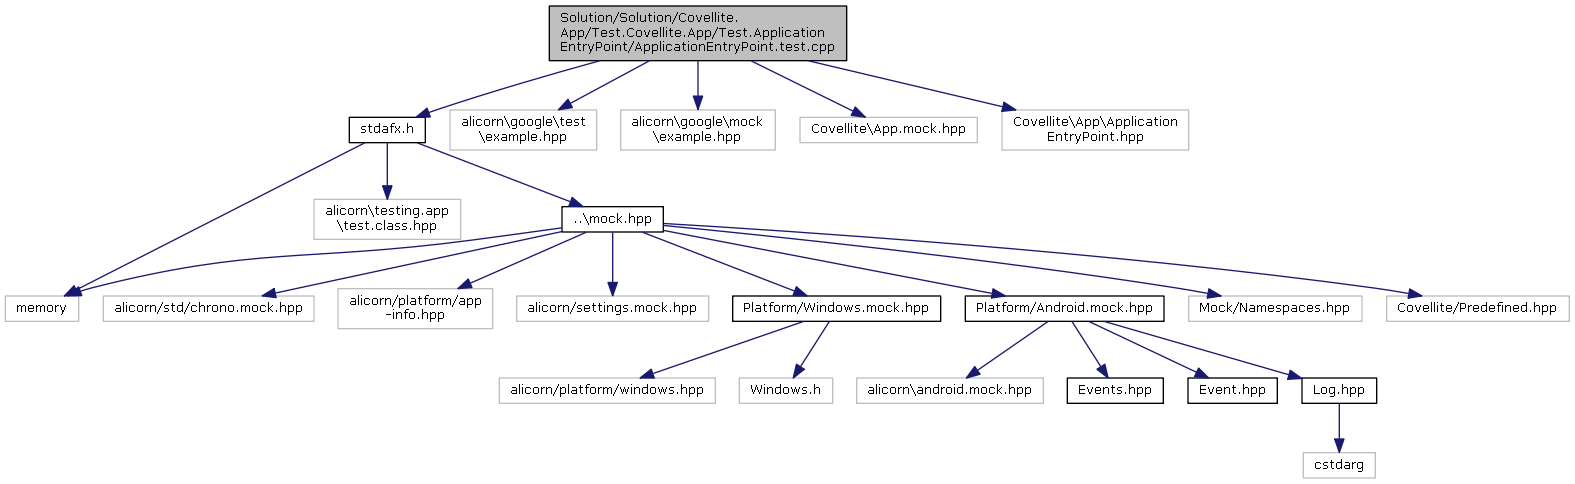 Solution/Solution/Covellite.
App/Test.Covellite.App/Test.Application
EntryPoint/ApplicationEntryPoint.test.cpp
stdafx.h
alicorn\google\test
\example.hpp
alicorn\google\mock
\example.hpp
Covellite\App.mock.hpp
Covellite\App\Application
EntryPoint.hpp
alicorn\testing.app
\test.class.hpp
..\mock.hpp
memory
alicorn/std/chrono.mock.hpp
alicorn/platform/app
-info.hpp
alicorn/settings.mock.hpp
Platform/Windows.mock.hpp
Platform/Android.mock.hpp
Mock/Namespaces.hpp
Covellite/Predefined.hpp
alicorn/platform/windows.hpp
Windows.h
alicorn\android.mock.hpp
Events.hpp
Event.hpp
Log.hpp
cstdarg